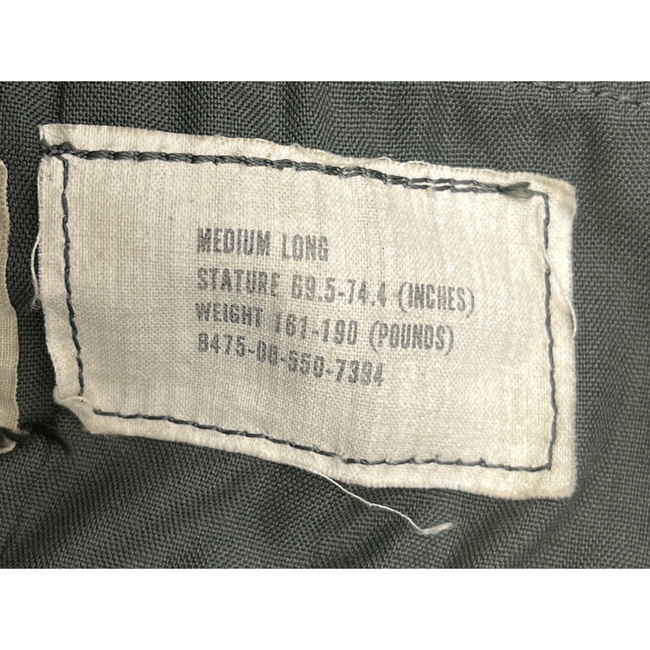 MEDIUM LONG
STATURE 69.5-74.4 (INCHES)
WEIGHT 161-190 (POUNDS)
8475-00-550-7384